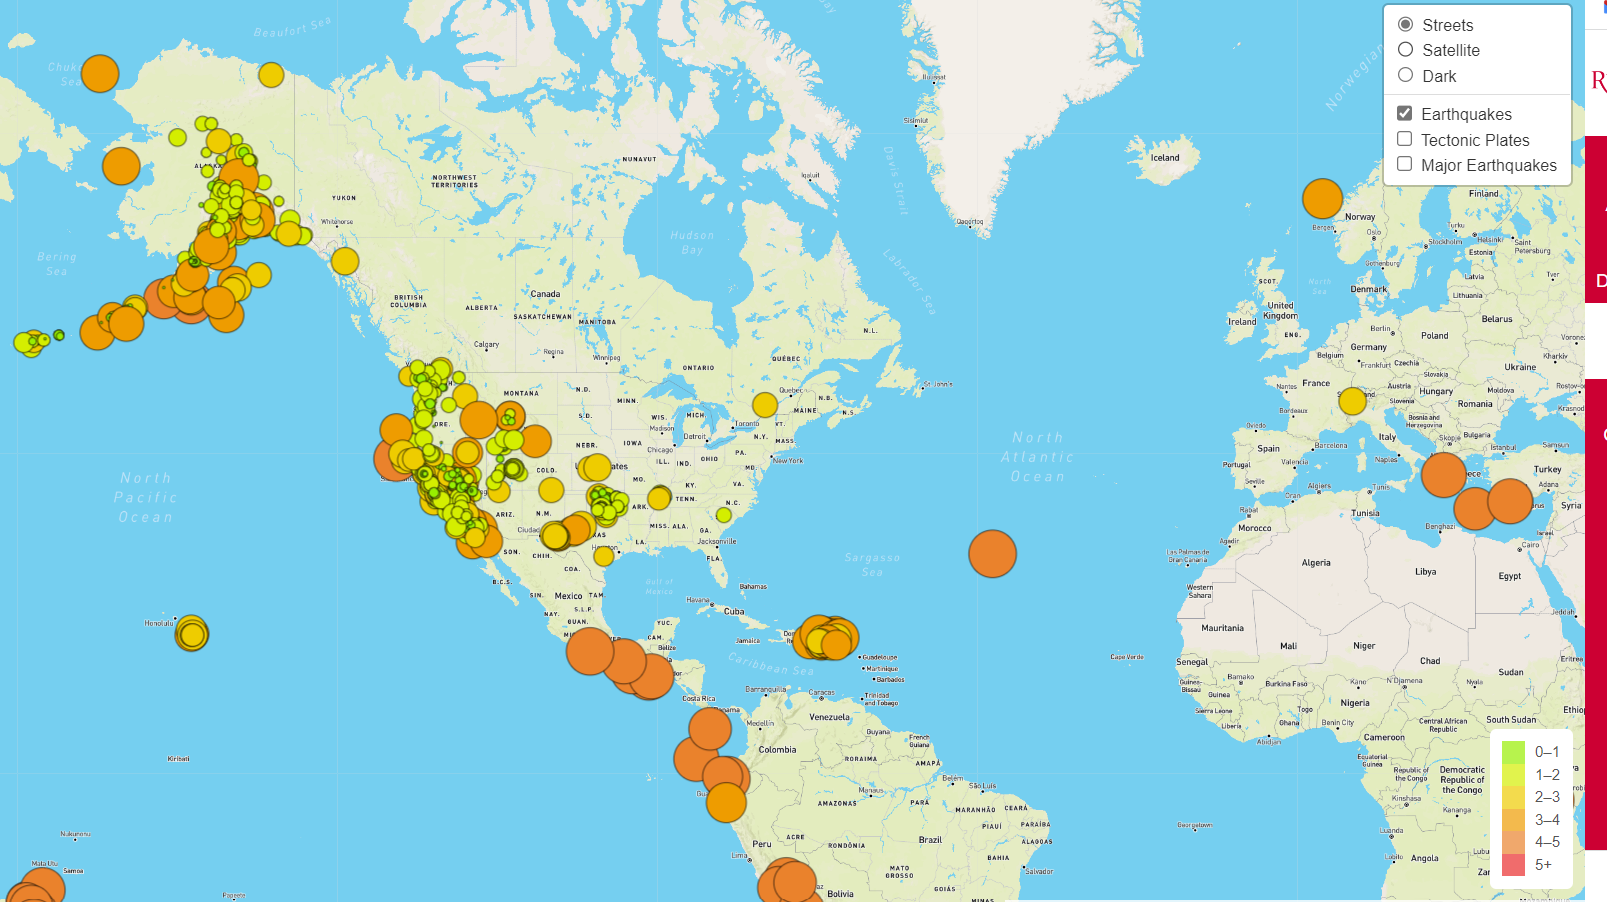 Beaufort Sea
Streets
Satellite
Dark
Earthquakes
Tectonic Plates
Major Earthquakes
Norwegian
Sisimiut
Iceland
Davis Strait
NUNAVUT
Iqaluit
NORTHWEST
TERRITORIES
YUKON
Whitehorse
Qaqortoq
Finland
Norway
Oslo
Bergen
Turku
Helsinki
Saint
Petersburg
Stockholm
Estonia
Hudson
Bay
Bering
Sea
Labrador Sea
Gothenburg
Latvia
Tver
SCOT.
North
Sea
Denmark
Lithuania
BRITISH
COLUMBIA
ALBERTA
Canada
SASKATCHEWAN
MANITOBA
United
Kingdom
Ireland
ENG.
Belarus
N.L.
Berlin
Poland
Calgary
Regina
Winnipeg
QUÉBEC
ONTARIO
Germany
Belgium
Frankfurt
Czechia
Slovakia
Ukraine
Kharkiv
MONTANA
N.D.
MINN.
Quebec
N.B.
MAINE
N.S.
St. John's
Nantes
France
Austria
Hungary
Moldova
Slovenia
Romania
ORE.
S.D.
WIS.
MICH.
Madison
Toronto
VT.
Detroit
N.Y.
MASS.
Bordeaux
Bosnia and
Herzegovina
Oviedo
Italy
Skopje
Bulgaria
Istanbul
Samsun
NEBR.
IOWA
Chicago
ILL.
IND.
OHIO
PA.
New York
MD.
North
Atlantic
Ocean
Spain
Barcelona
Naples
Portugal
Valencia
Seville
Turkey
Adana
COLO.
MO.
KY.
VA.
North
Pacific
Ocean
Algiers
Tunis
Oran
Syria
ARK.
TENN.
N.C.
ARIZ.
N.M.
MISS.
ALA.
GA.
Rabat
Morocco
Tunisia
Benghazi
Israel
Cairo
LA.
Jacksonville
FLA.
SON.
CHIH.
COA.
Agadir
Las Palmas de
Gran Canaria
Algeria
Libya
Egypt
Sargasso
Sea
B.C.S.
SIN.
Mexico
TAM.
Gulf of
Mexico
Bahamas
Western
Sahara
NAY.
S.L.P.
GUAN.
Havana
Cuba
Jeddah
Honolulu
YUC.
CAM.
Belize
Jamaica
Mauritania
Mali
Niger
Chad
Sudan
Eritrea
Caribbean Sea
Guadeloupe
Martinique
Barbados
Cape Verde
Senegal
Costa Rica
Barranquilla
Caracas
Trinidad
and Tobago
Guinea-
Bissau
Bamako
Burkina Faso
Kano
N'Djamena
Nyala
Guinea
Panama
Medellín
Venezuela
Guyana
French
Guiana
Sierra Leone
Liberia
Togo
Ghana
Benin City
Nigeria
Central African
Republic
South Sudan
Abidjan
Cameroon
Colombia
RORAIMA
AMAPÁ
Kiribati
Equatorial
Guinea
Republic of
the Congo
Democratic
Republic of
the Congo
Belém
São Luís
Manaus
AMAZONAS
PARÁ
MARANHÃO
CEARÁ
PIAUÍ
PARAÍBA
ALAGOAS
Kinshasa
Kananga
Georgetown
Nukunonu
ACRE
Peru
RONDÔNIA
Brazil
BAHIA
Lima
MATO
GROSSO
Salvador
Luanda
Lobito
Angola
Mata Utu
Samoa
Papeete
Bolivia
GOIÁS
0–1
1–2
2–3
3–4
4–5
5+